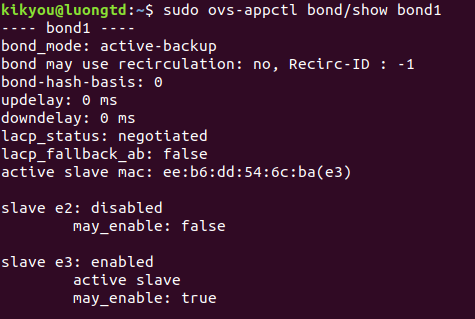 kikyou@luongtd:~$ sudo ovs-appctl bond/show bond1
---- bond1 ----
bond_mode: active-backup
bond may use recirculation: no, Recirc-ID : -1
bond-hash-basis: 0
updelay: 0 ms
downdelay: 0 ms
lacp_status: negotiated
lacp_fallback_ab: false
active slave mac: ee:b6:dd:54:6c:ba(e3)

slave e2: disabled
        may_enable: false

slave e3: enabled
        active slave
        may_enable: true